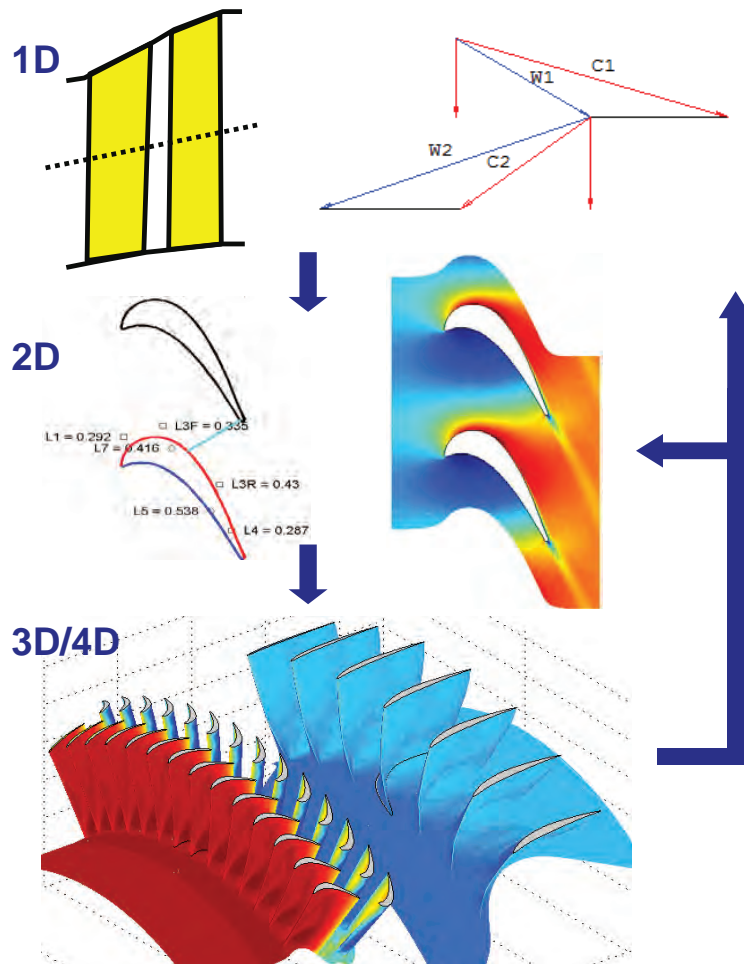 1D
C1
W1
W2
C2
2D
L3F = 0.335
L1 = 0.292
L7 = 0.416
L3R = 0.43
L5 = 0.538
L4 = 0.287
3D/4D